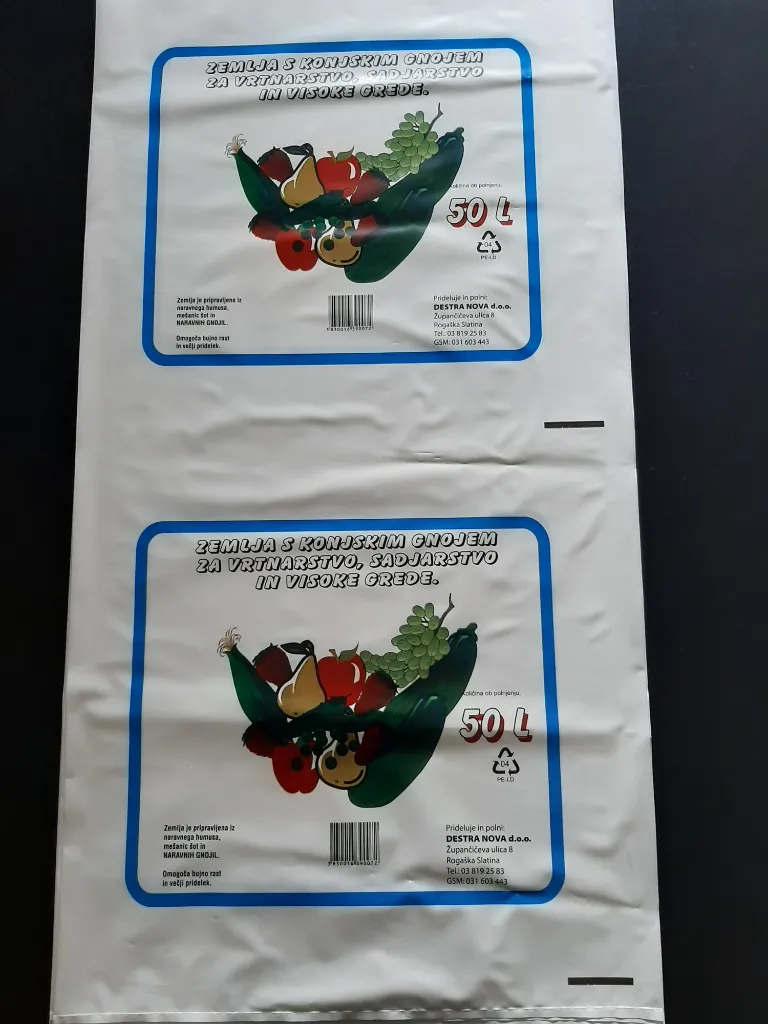 ZEMLJA S KONJSKIM GNOJEM
ZA VRTNARSTVO, SADJARSTVO
IN VISOKE GREDE.
količina ob polnjenju:
50 L
04
PE-LD
Zemlja je pripravljena iz
naravnega humusa,
mešanic šot in
NARAVNIH GNOJIL.
Omogoča bujno rast
in večji pridelek.
3830016590072
Prideluje in polni:
DESTRA NOVA d.o.o.
Župančičeva ulica 8
Rogaška Slatina
Tel.: 03 819 25 83
GSM: 031 603 443
ZEMLJA S KONJSKIM GNOJEM
ZA VRTNARSTVO, SADJARSTVO
IN VISOKE GREDE.
količina ob polnjenju:
50 L
04
PE-LD
Zemlja je pripravljena iz
naravnega humusa,
mešanic šot in
NARAVNIH GNOJIL.
Omogoča bujno rast
in večji pridelek.
3830016590072
Prideluje in polni:
DESTRA NOVA d.o.o.
Župančičeva ulica 8
Rogaška Slatina
Tel.: 03 819 25 83
GSM: 031 603 443